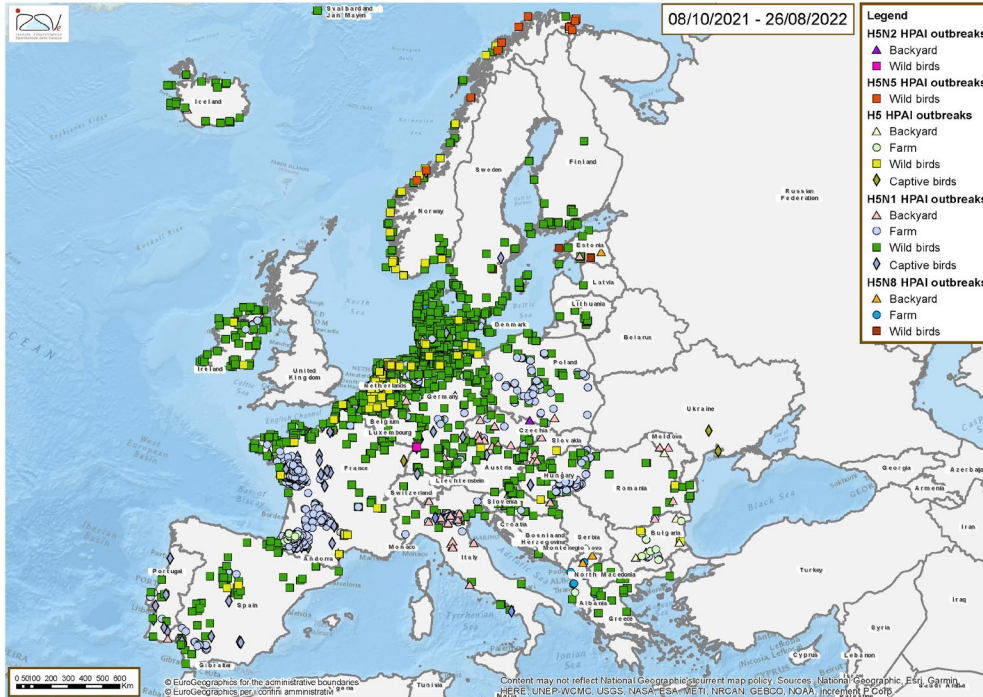 IZSVe
08/10/2021 - 26/08/2022
Legend
H5N2 HPAI outbreaks
Backyard
Wild birds
H5N5 HPAI outbreaks
Wild birds
H5 HPAI outbreaks
Backyard
Farm
Wild birds
Captive birds
H5N1 HPAI outbreaks
Backyard
Farm
Wild birds
Captive birds
H5N8 HPAI outbreaks
Backyard
Farm
Wild birds
Svalbard and
Jan Mayen
Iceland
Finland
Sweden
Norway
Russian
Federation
Estonia
Latvia
Lithuania
Baltic
Sea
North
Denmark
Belarus
Ireland
Celtic
Sea
United
Kingdom
Netherlands
Poland
Germany
English Channel
Belgium
Luxembourg
Ukraine
Czechia
Slovakia
Moldova
France
Austria
Hungary
Liechtenstein
Switzerland
Romania
Slovenia
Croatia
Bay of
Bosnia and
Herzegovina
Serbia
Black Sea
Georgia
Azerbaij
Armenia
Monaco
Montenegro
Bulgaria
Italy
Adriatic Sea
Andorra
Iran
Portugal
Barcelona
North Macedonia
Spain
Albania
Turkey
Greece
Tyrrhenian
Sea
Iraq
Syria
Gibraltar
Cyprus
Lebanon
Tunisia
OCEAN
0 50100 200 300 400 500 600
Km
© EuroGeographics for the administrative boundaries
© EuroGeographics per i confini amministrativi
Content may not reflect National Geographic's current map policy. Sources: National Geographic, Esri, Garmin,
HERE, UNEP-WCMC, USGS, NASA, ESA, METI, NRCAN, GEBCO, NOAA, increment P Corp.